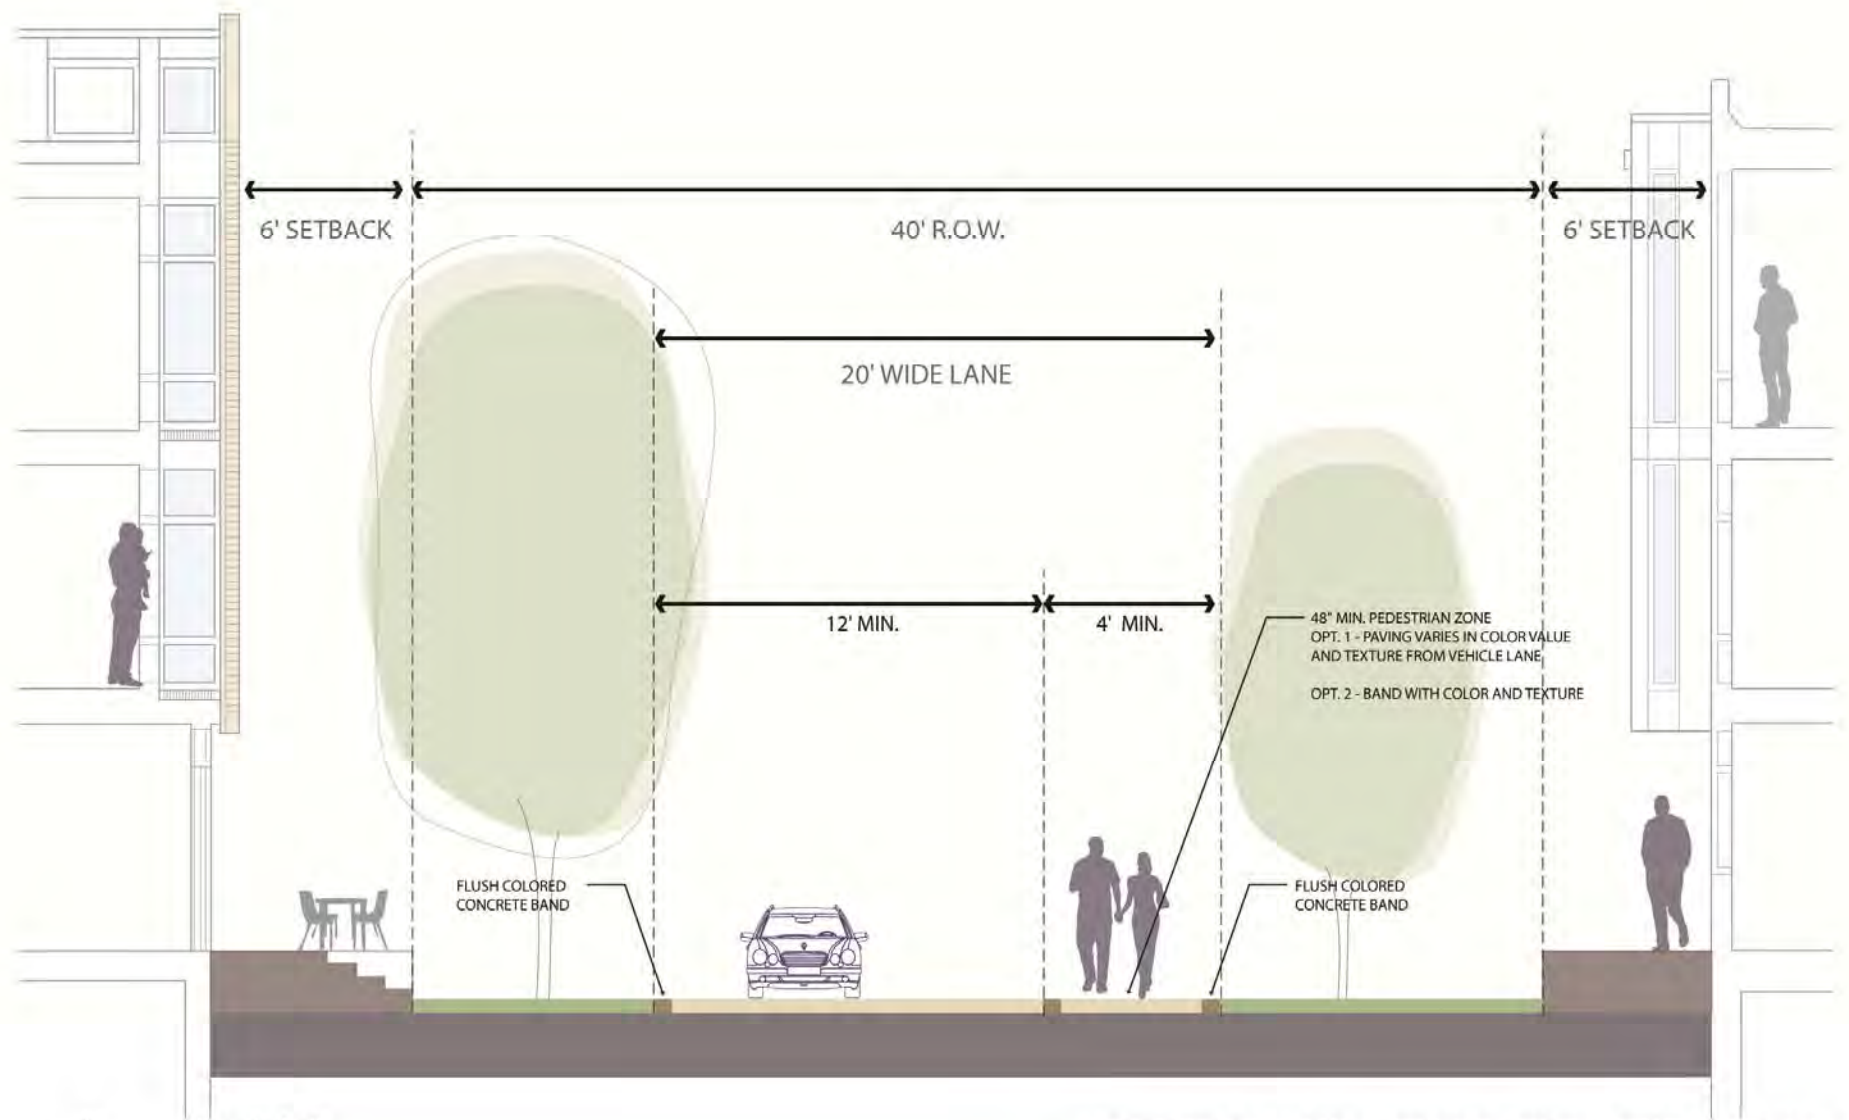 6' SETBACK
40' R.O.W.
6' SETBACK
20' WIDE LANE
12' MIN.
4' MIN.
48" MIN. PEDESTRIAN ZONE
OPT. 1 - PAVING VARIES IN COLOR VALUE
AND TEXTURE FROM VEHICLE LANE
OPT. 2 - BAND WITH COLOR AND TEXTURE
FLUSH COLORED
CONCRETE BAND
FLUSH COLORED
CONCRETE BAND